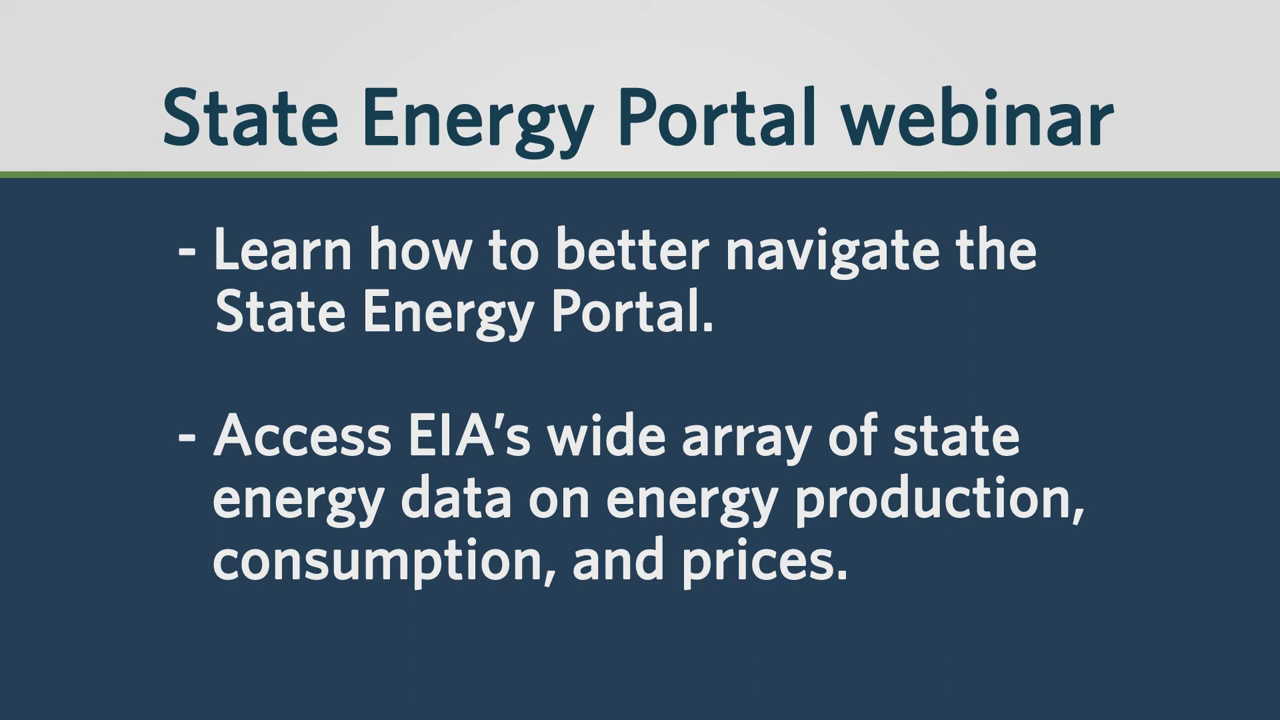 State Energy Portal webinar
- Learn how to better navigate the
State Energy Portal.
- Access EIA’s wide array of state
energy data on energy production,
consumption, and prices.